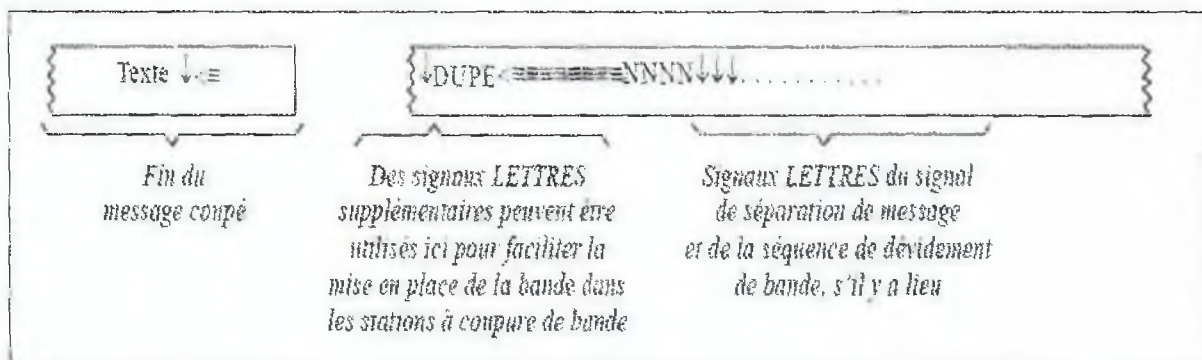 Texte ↓<≡
↓DUPE<≡≡≡≡≡≡≡≡NNNN↓↓↓...........
Fin du
message coupé
Des signaux LETTRES
supplémentaires peuvent être
utilisés ici pour faciliter la
mise en place de la bande dans
les stations à coupure de bande
Signaux LETTRES du signal
de séparation de message
et de la séquence de dévidement
de bande, s'il y a lieu